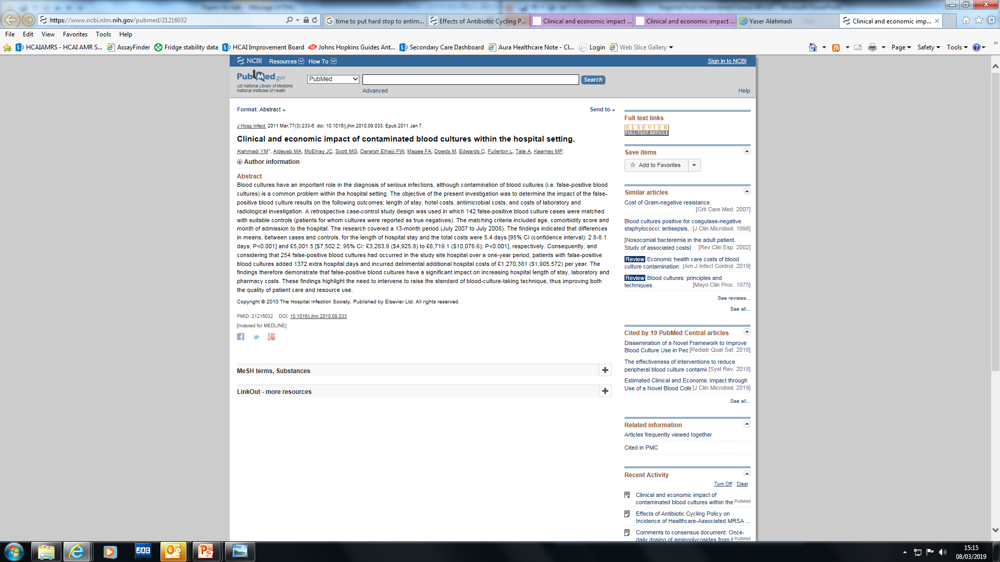 https://www.ncbi.nlm.nih.gov/pubmed/21216032
time to put hard stop to antim...
Effects of Antibiotic Cycling P...
Clinical and economic impact ...
Clinical and economic impact ...
Yaser Alahmadi
Clinical and economic imp...
File Edit View Favorites Tools Help
HCAIAMRS - HCAI AMR S... AssayFinder Fridge stability data HCAI Improvement Board Johns Hopkins Guides Ant... Secondary Care Dashboard Aura Healthcare Note - Cl... Login Web Slice Gallery Page Safety Tools
NCBI Resources How To Sign in to NCBI
PubMed.gov
US National Library of Medicine
National Institutes of Health
PubMed Search
Advanced
Help
Format: Abstract
Send to
J Hosp Infect. 2011 Mar;77(3):233-6. doi: 10.1016/j.jhin.2010.09.033. Epub 2011 Jan 7.
Clinical and economic impact of contaminated blood cultures within the hospital setting.
Alahmadi YM1, Aldeyab MA, McElnay JC, Scott MG, Darwish Elhajji FW, Magee FA, Dowds M, Edwards C, Fullerton L, Tate A, Kearney MP.
Author information
Abstract
Blood cultures have an important role in the diagnosis of serious infections, although contamination of blood cultures (i.e. false-positive blood
cultures) is a common problem within the hospital setting. The objective of the present investigation was to determine the impact of the false-
positive blood culture results on the following outcomes: length of stay, hotel costs, antimicrobial costs, and costs of laboratory and
radiological investigation. A retrospective case-control study design was used in which 142 false-positive blood culture cases were matched
with suitable controls (patients for whom cultures were reported as true negatives). The matching criteria included age, comorbidity score and
month of admission to the hospital. The research covered a 13-month period (July 2007 to July 2008). The findings indicated that differences
in means, between cases and controls, for the length of hospital stay and the total costs were 5.4 days [95% CI (confidence interval): 2.8-8.1
days; P<0.001] and £5,001.5 [$7,502.2; 95% CI: £3,283.9 ($4,925.8) to £6,719.1 ($10,078.6); P<0.001], respectively. Consequently, and
considering that 254 false-positive blood cultures had occurred in the study site hospital over a one-year period, patients with false-positive
blood cultures added 1372 extra hospital days and incurred detrimental additional hospital costs of £1,270,381 ($1,905,572) per year. The
findings therefore demonstrate that false-positive blood cultures have a significant impact on increasing hospital length of stay, laboratory and
pharmacy costs. These findings highlight the need to intervene to raise the standard of blood-culture-taking technique, thus improving both
the quality of patient care and resource use.
Copyright © 2010 The Hospital Infection Society. Published by Elsevier Ltd. All rights reserved.
PMID: 21216032 DOI: 10.1016/j.jhin.2010.09.033
[Indexed for MEDLINE]
MeSH terms, Substances
LinkOut - more resources
Full text links
ELSEVIER
FULL-TEXT ARTICLE
Save items
Add to Favorites
Similar articles
Cost of Gram-negative resistance.
[Crit Care Med. 2007]
Blood cultures positive for coagulase-negative
staphylococci: antisepsis, [J Clin Microbiol. 1998]
[Nosocomial bacteremia in the adult patient.
Study of associated costs]. [Rev Clin Esp. 2002]
Review Economic health care costs of blood
culture contamination: [Am J Infect Control. 2019]
Review Blood cultures: principles and
techniques. [Mayo Clin Proc. 1975]
See reviews...
See all...
Cited by 19 PubMed Central articles
Dissemination of a Novel Framework to Improve
Blood Culture Use in Ped [Pediatr Qual Saf. 2018]
The effectiveness of interventions to reduce
peripheral blood culture contami [Syst Rev. 2018]
Estimated Clinical and Economic Impact through
Use of a Novel Blood Colle [J Clin Microbiol. 2019]
See all...
Related information
Articles frequently viewed together
Cited in PMC
Recent Activity
Turn Off Clear
Clinical and economic impact of
contaminated blood cultures within the PubMed
Effects of Antibiotic Cycling Policy on
Incidence of Healthcare-Associated MRSA ...
Comments to consensus document. Once-
daily dosing of aminoglycosides from PubMed
JAC
15:15
08/03/2019